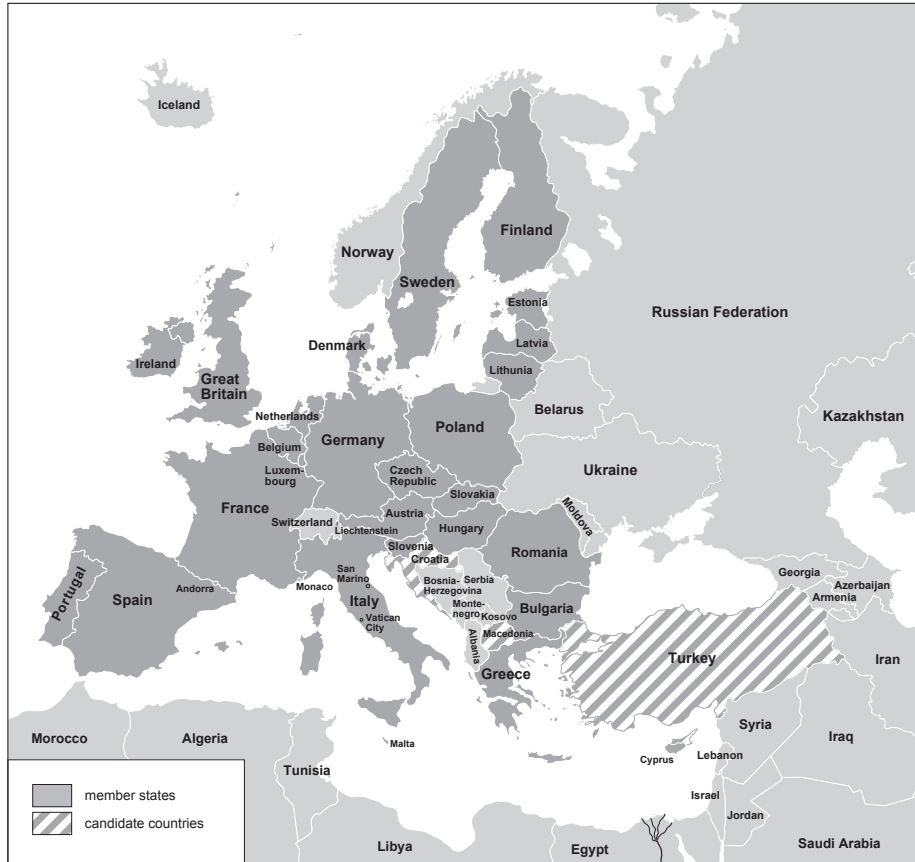 Iceland
Norway
Sweden
Finland
Estonia
Latvia
Lithuania
Russian Federation
Denmark
Ireland
Great
Britain
Netherlands
Belgium
Luxem-
bourg
Germany
Poland
Belarus
Ukraine
Kazakhstan
Czech
Republic
Slovakia
Moldova
France
Switzerland
Liechtenstein
Austria
Hungary
Romania
Slovenia
Croatia
Bosnia-
Herzegovina
Serbia
Monte-
negro
Kosovo
Bulgaria
Macedonia
Albania
Greece
Portugal
Spain
Andorra
Monaco
San
Marino
Italy
Vatican
City
Georgia
Azerbaijan
Armenia
Turkey
Iran
Syria
Iraq
Cyprus
Lebanon
Israel
Jordan
Saudi Arabia
Malta
Morocco
Algeria
Tunisia
Libya
Egypt
member states
candidate countries